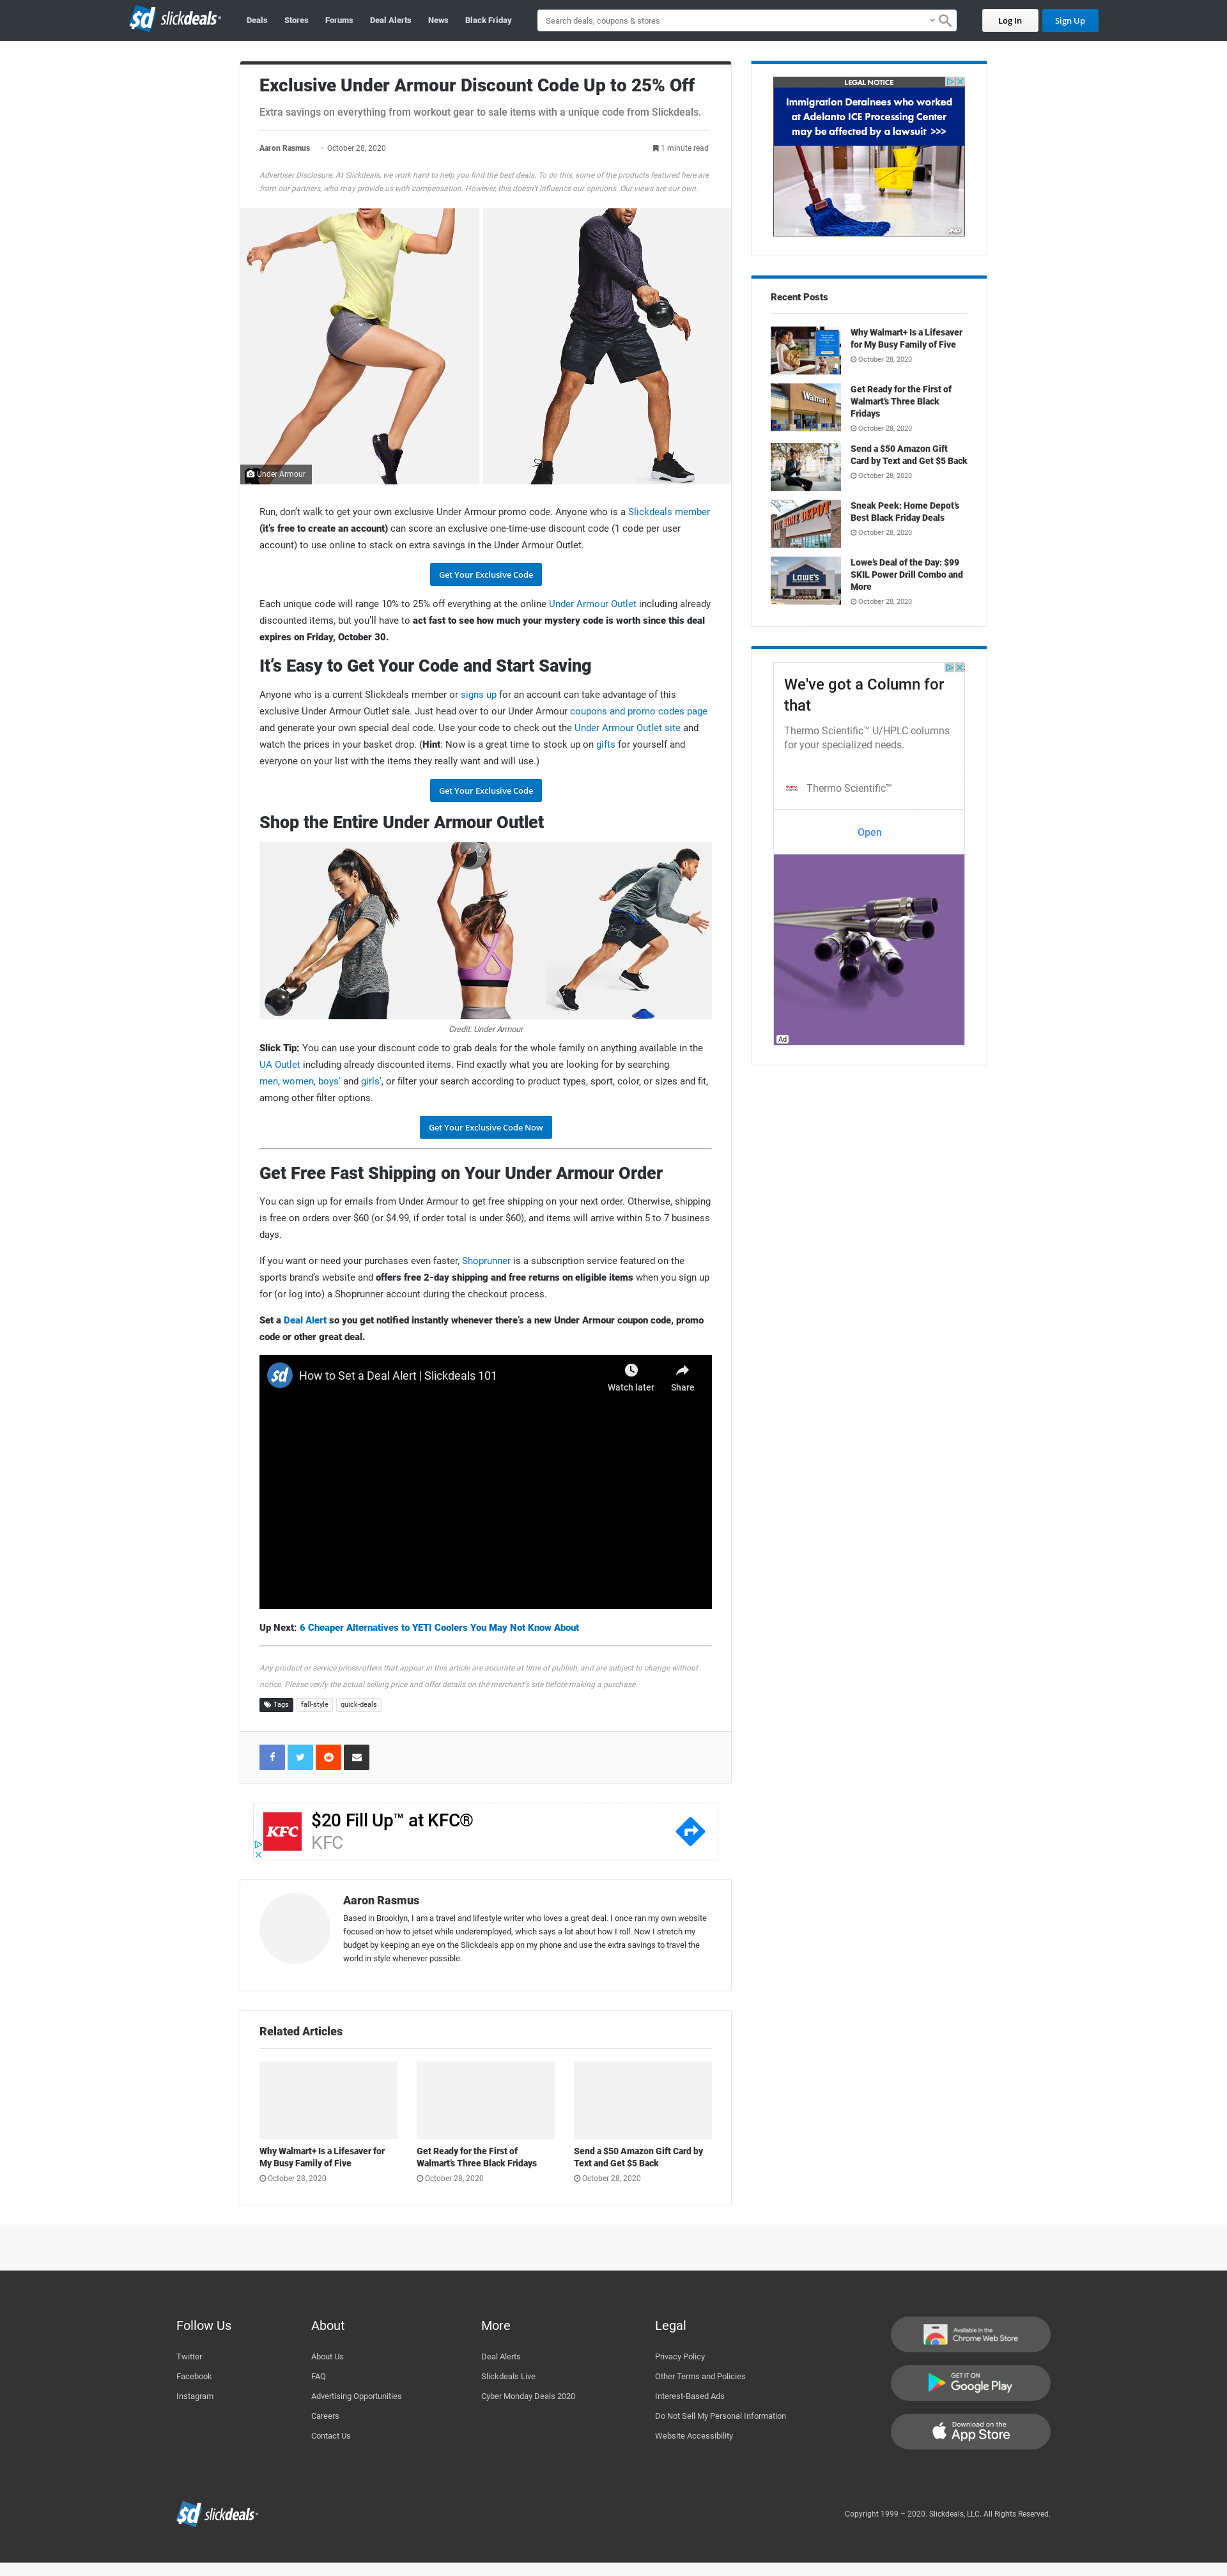 slickdeals
Deals Stores Forums Deal Alerts News Black Friday
Search deals, coupons & stores
Log In
Sign Up
Exclusive Under Armour Discount Code Up to 25% Off
Extra savings on everything from workout gear to sale items with a unique code from Slickdeals.
Aaron Rasmus · October 28, 2020
1 minute read
Advertiser Disclosure: At Slickdeals, we work hard to help you find the best deals. To do this, some of the products featured here are
from our partners, who may provide us with compensation. However, this doesn't influence our opinions. Our views are our own.
Under Armour
Run, don’t walk to get your own exclusive Under Armour promo code. Anyone who is a Slickdeals member
(it’s free to create an account) can score an exclusive one-time-use discount code (1 code per user
account) to use online to stack on extra savings in the Under Armour Outlet.
Get Your Exclusive Code
Each unique code will range 10% to 25% off everything at the online Under Armour Outlet including already
discounted items, but you’ll have to act fast to see how much your mystery code is worth since this deal
expires on Friday, October 30.
It’s Easy to Get Your Code and Start Saving
Anyone who is a current Slickdeals member or signs up for an account can take advantage of this
exclusive Under Armour Outlet sale. Just head over to our Under Armour coupons and promo codes page
and generate your own special deal code. Use your code to check out the Under Armour Outlet site and
watch the prices in your basket drop. (Hint: Now is a great time to stock up on gifts for yourself and
everyone on your list with the items they really want and will use.)
Get Your Exclusive Code
Shop the Entire Under Armour Outlet
Credit: Under Armour
Slick Tip: You can use your discount code to grab deals for the whole family on anything available in the
UA Outlet including already discounted items. Find exactly what you are looking for by searching
men, women, boys’ and girls’, or filter your search according to product types, sport, color, or sizes and fit,
among other filter options.
Get Your Exclusive Code Now
Get Free Fast Shipping on Your Under Armour Order
You can sign up for emails from Under Armour to get free shipping on your next order. Otherwise, shipping
is free on orders over $60 (or $4.99, if order total is under $60), and items will arrive within 5 to 7 business
days.
If you want or need your purchases even faster, Shoprunner is a subscription service featured on the
sports brand’s website and offers free 2-day shipping and free returns on eligible items when you sign up
for (or log into) a Shoprunner account during the checkout process.
Set a Deal Alert so you get notified instantly whenever there’s a new Under Armour coupon code, promo
code or other great deal.
How to Set a Deal Alert | Slickdeals 101
Watch later
Share
Up Next: 6 Cheaper Alternatives to YETI Coolers You May Not Know About
Any product or service prices/offers that appear in this article are accurate at time of publish, and are subject to change without
notice. Please verify the actual selling price and offer details on the merchant's site before making a purchase.
Tags fall-style quick-deals
KFC
$20 Fill Up™ at KFC®
KFC
Aaron Rasmus
Based in Brooklyn, I am a travel and lifestyle writer who loves a great deal. I once ran my own website
focused on how to jetset while underemployed, which says a lot about how I roll. Now I stretch my
budget by keeping an eye on the Slickdeals app on my phone and use the extra savings to travel the
world in style whenever possible.
Related Articles
Why Walmart+ Is a Lifesaver for
My Busy Family of Five
October 28, 2020
Get Ready for the First of
Walmart’s Three Black Fridays
October 28, 2020
Send a $50 Amazon Gift Card by
Text and Get $5 Back
October 28, 2020
LEGAL NOTICE
Immigration Detainees who worked
at Adelanto ICE Processing Center
may be affected by a lawsuit >>>
Recent Posts
Why Walmart+ Is a Lifesaver
for My Busy Family of Five
October 28, 2020
Walmart
Get Ready for the First of
Walmart’s Three Black
Fridays
October 28, 2020
Send a $50 Amazon Gift
Card by Text and Get $5 Back
October 28, 2020
THE HOME DEPOT
Sneak Peek: Home Depot’s
Best Black Friday Deals
October 28, 2020
LOWE'S
Lowe’s Deal of the Day: $99
SKIL Power Drill Combo and
More
October 28, 2020
We've got a Column for
that
Thermo Scientific™ U/HPLC columns
for your specialized needs.
Thermo Scientific™
Open
Ad
Follow Us
Twitter
Facebook
Instagram
About
About Us
FAQ
Advertising Opportunities
Careers
Contact Us
More
Deal Alerts
Slickdeals Live
Cyber Monday Deals 2020
Legal
Privacy Policy
Other Terms and Policies
Interest-Based Ads
Do Not Sell My Personal Information
Website Accessibility
Available in the
Chrome Web Store
GET IT ON
Google Play
Download on the
App Store
slickdeals
Copyright 1999 – 2020. Slickdeals, LLC. All Rights Reserved.